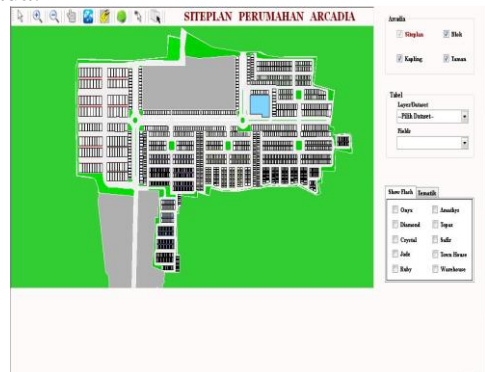 SITEPLAN PERUMAHAN ARCADIA
Arcadia
Siteplan
Blok
Kapling
Taman
Tabel
Layer/Dataset
--Pilih Dataset--
Fields
Show Flash
Tematik
Onyx
Amathys
Diamond
Topaz
Crystal
Safir
Jade
Town House
Ruby
Warehouse